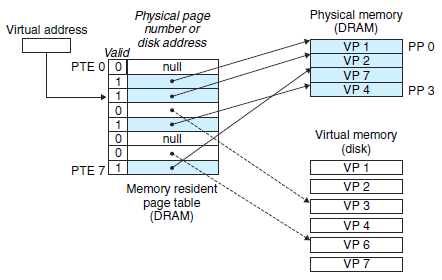 Virtual address
Physical page
number or
disk address
Valid
PTE 0
0
null
1
1
0
1
0
null
0
PTE 7
1
Memory resident
page table
(DRAM)
Physical memory
(DRAM)
VP 1
PP 0
VP 2
VP 7
VP 4
PP 3
Virtual memory
(disk)
VP 1
VP 2
VP 3
VP 4
VP 6
VP 7